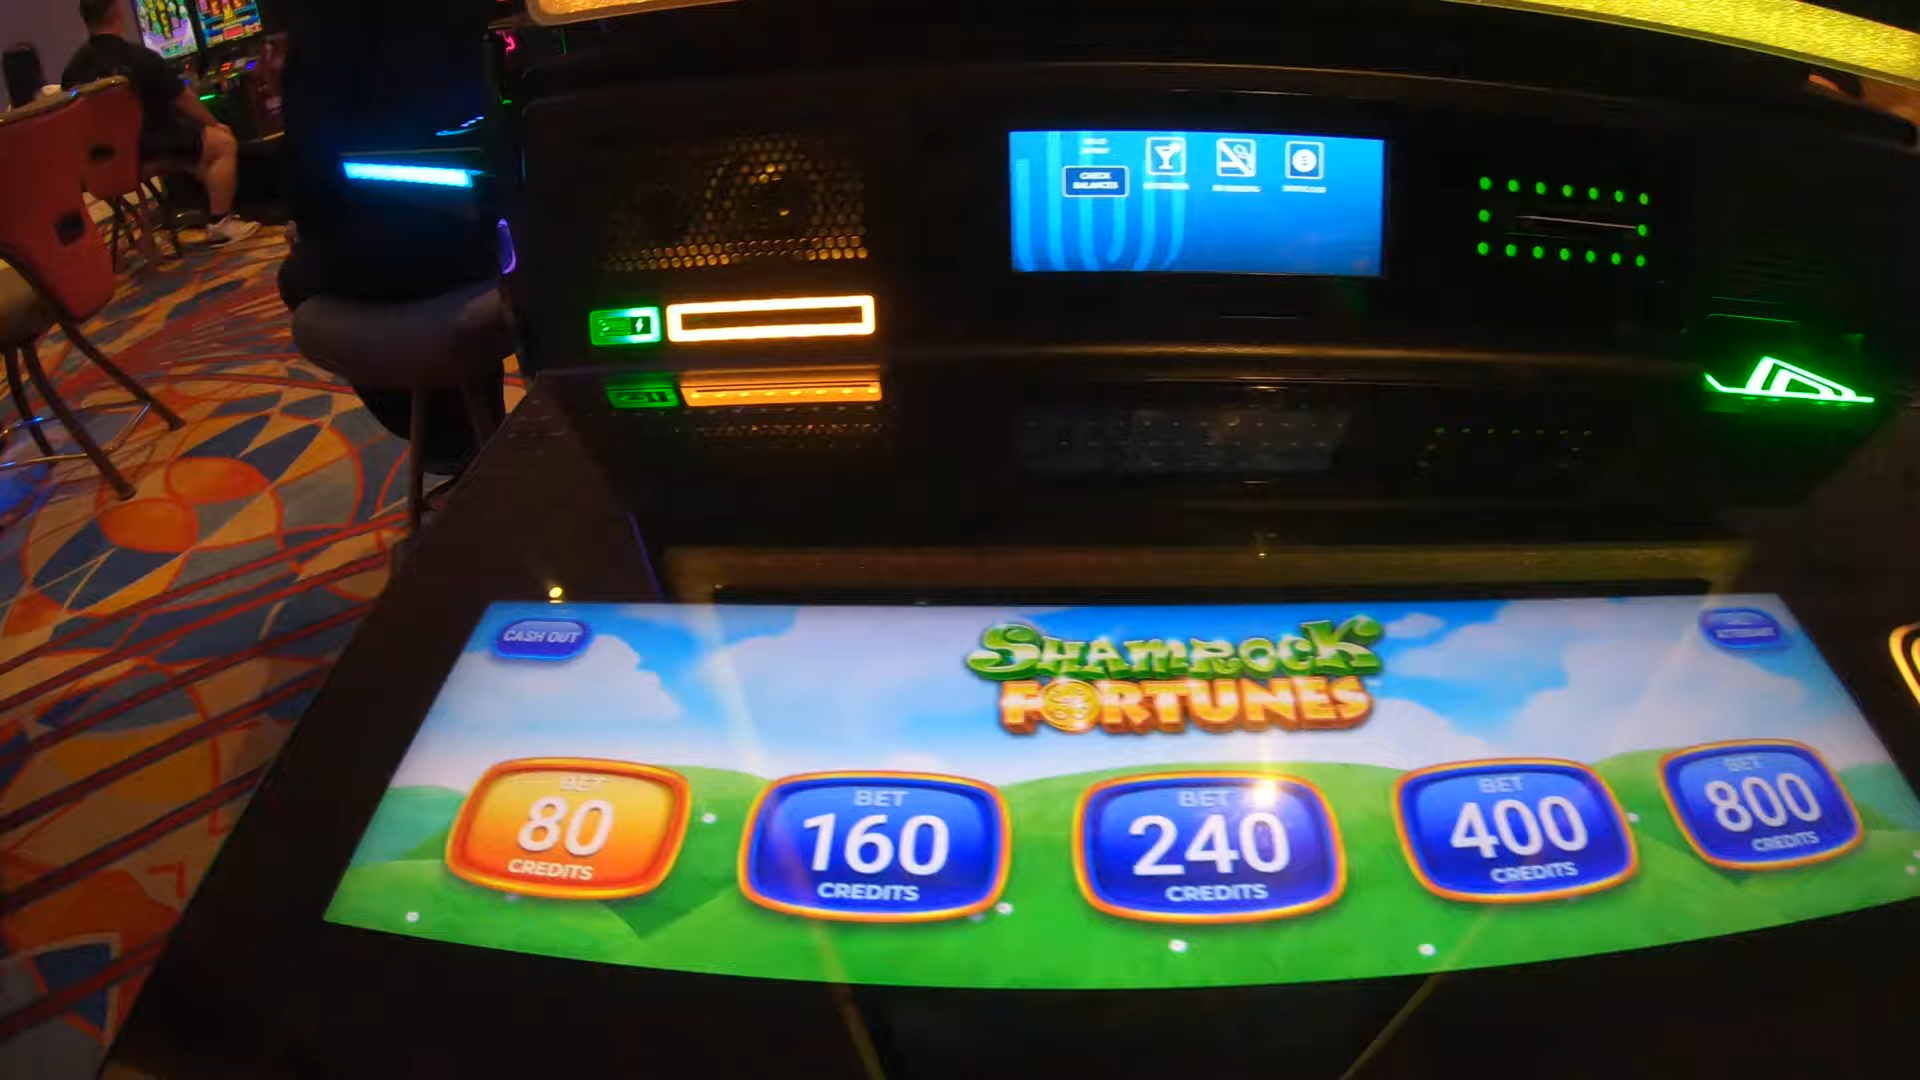 CHECK
BALANCES
CASH OUT
SHAMROCK
FORTUNES
ATTENDANT
BET
80
CREDITS
BET
160
CREDITS
BET
240
CREDITS
BET
400
CREDITS
BET
800
CREDITS